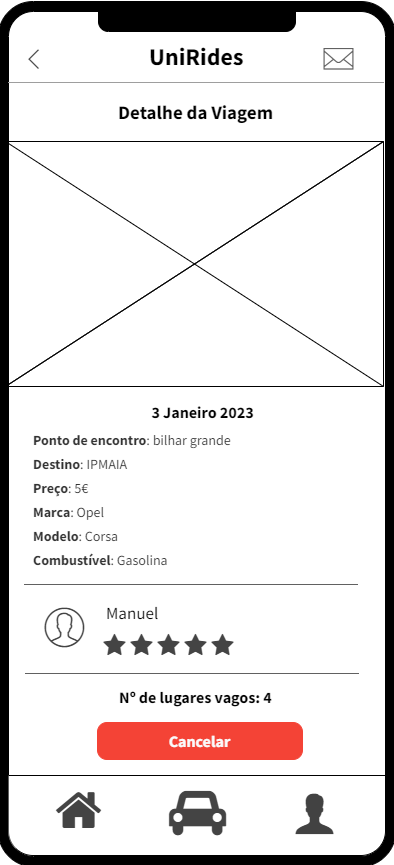 UniRides
Detalhe da Viagem
3 Janeiro 2023
Ponto de encontro: bilhar grande
Destino: IPMAIA
Preço: 5€
Marca: Opel
Modelo: Corsa
Combustível: Gasolina
Manuel
Nº de lugares vagos: 4
Cancelar